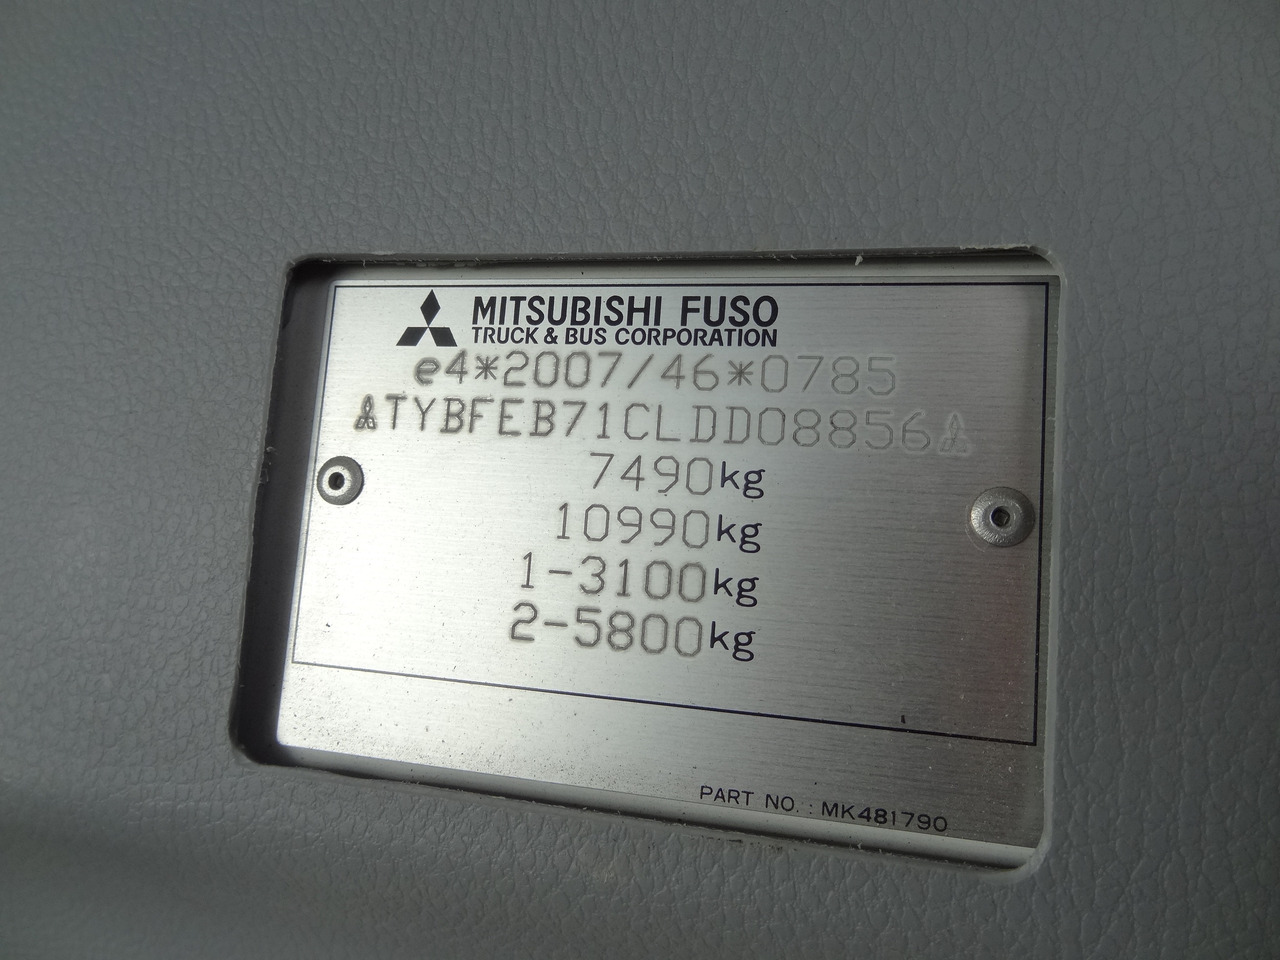 MITSUBISHI FUSO
TRUCK & BUS CORPORATION
e4*2007/46*0785
TYBFEB71CLDD08856
7490kg
10990kg
1-3100kg
2-5800kg
PART NO. : MK481790